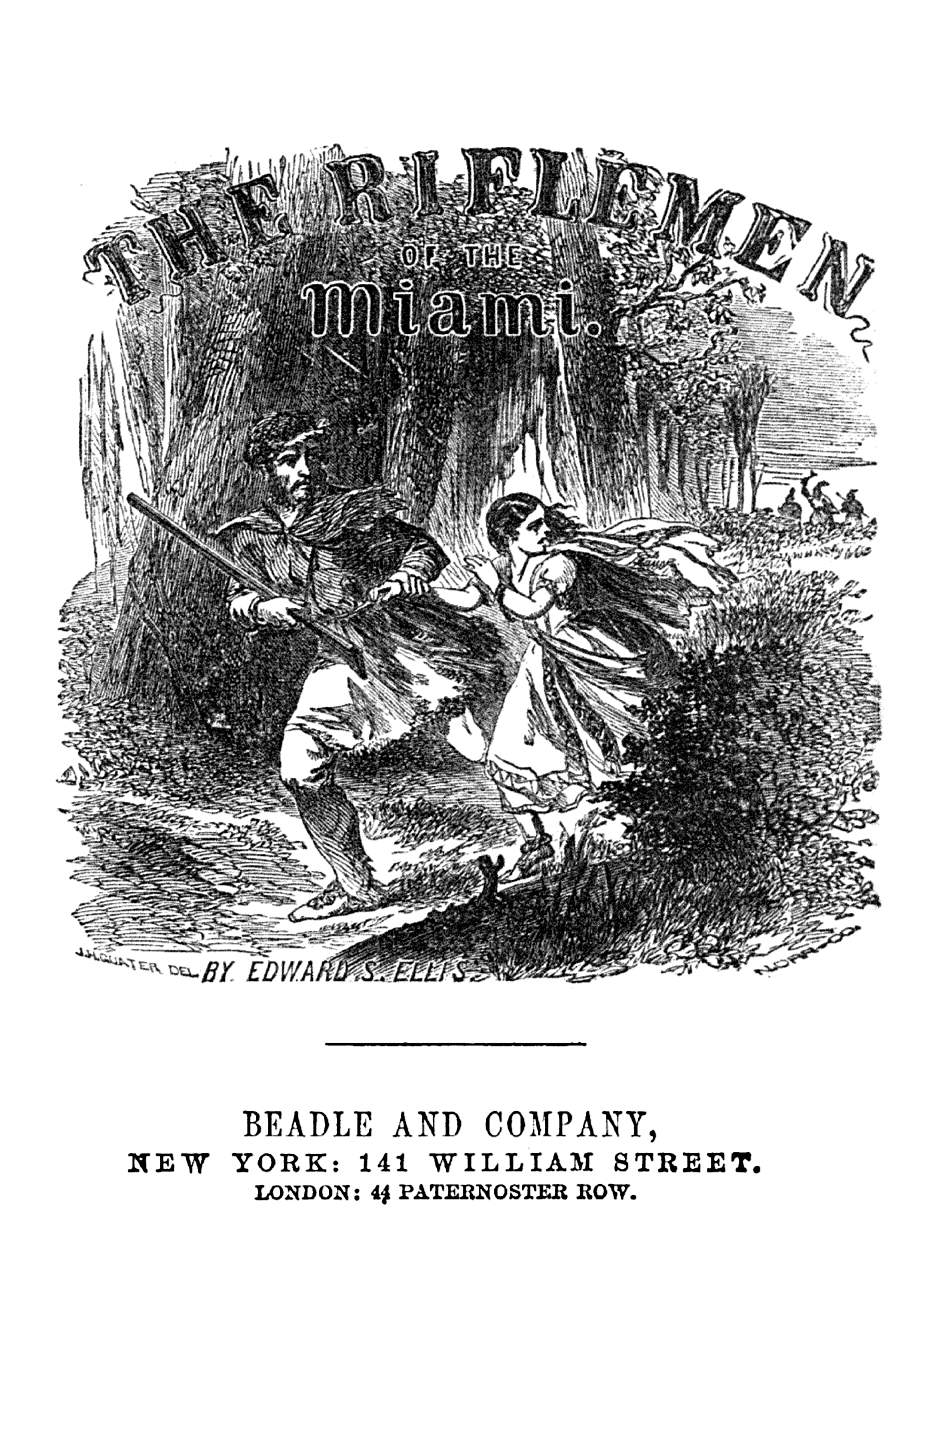 THE RIFLEMEN
OF THE
Miami.
DEL. BY EDWARD S. ELLIS.
BEADLE AND COMPANY,
NEW YORK: 141 WILLIAM STREET.
LONDON: 44 PATERNOSTER ROW.